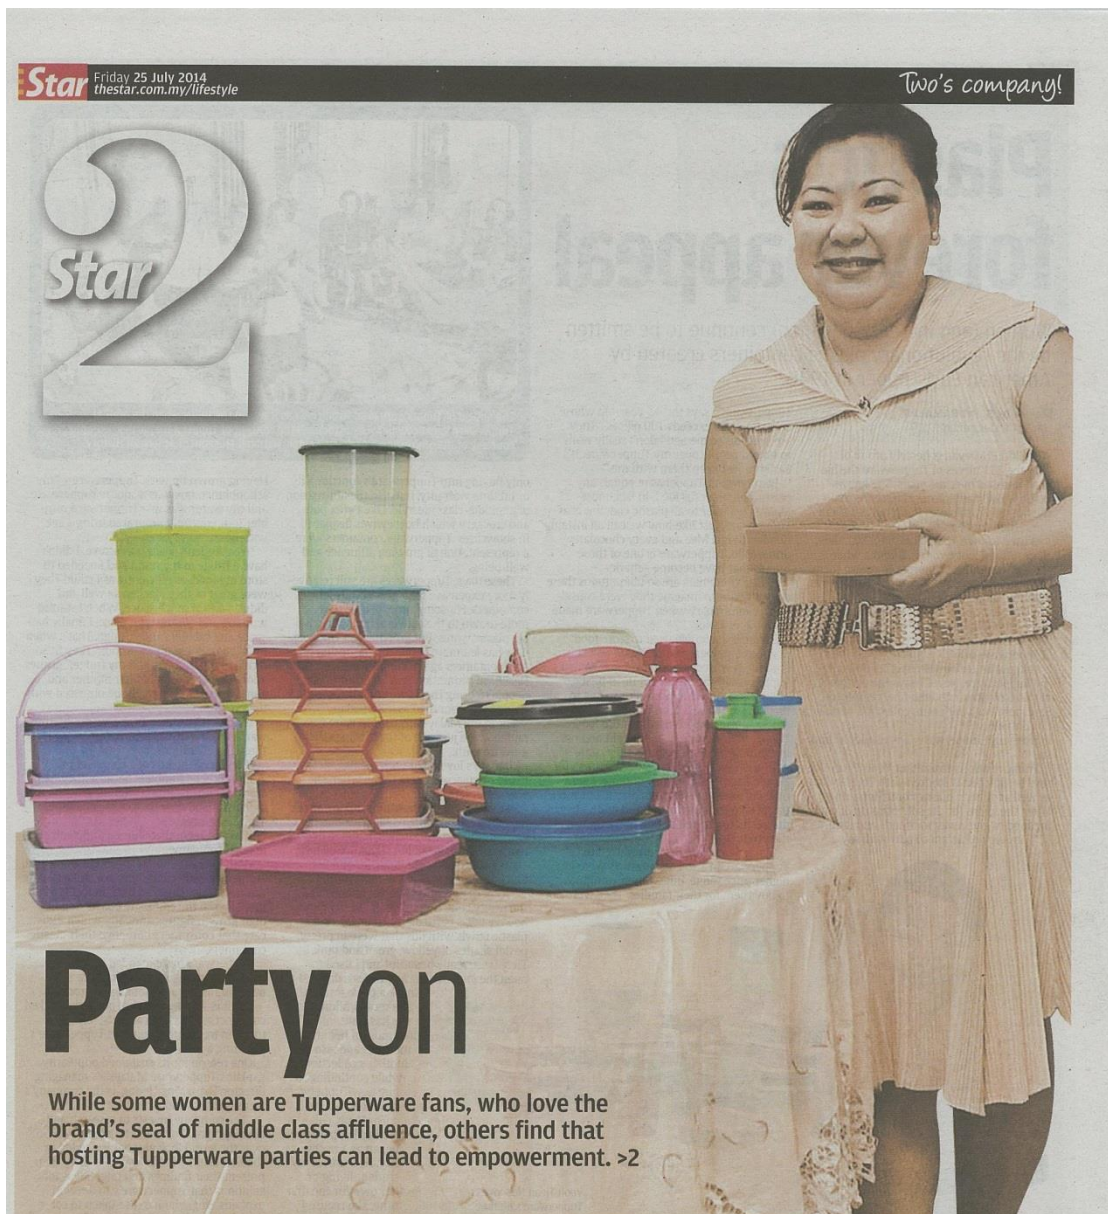 Star
Friday 25 July 2014
thestar.com.my/lifestyle
Two's company!
2
Star
Party on
While some women are Tupperware fans, who love the
brand's seal of middle class affluence, others find that
hosting Tupperware parties can lead to empowerment. >2